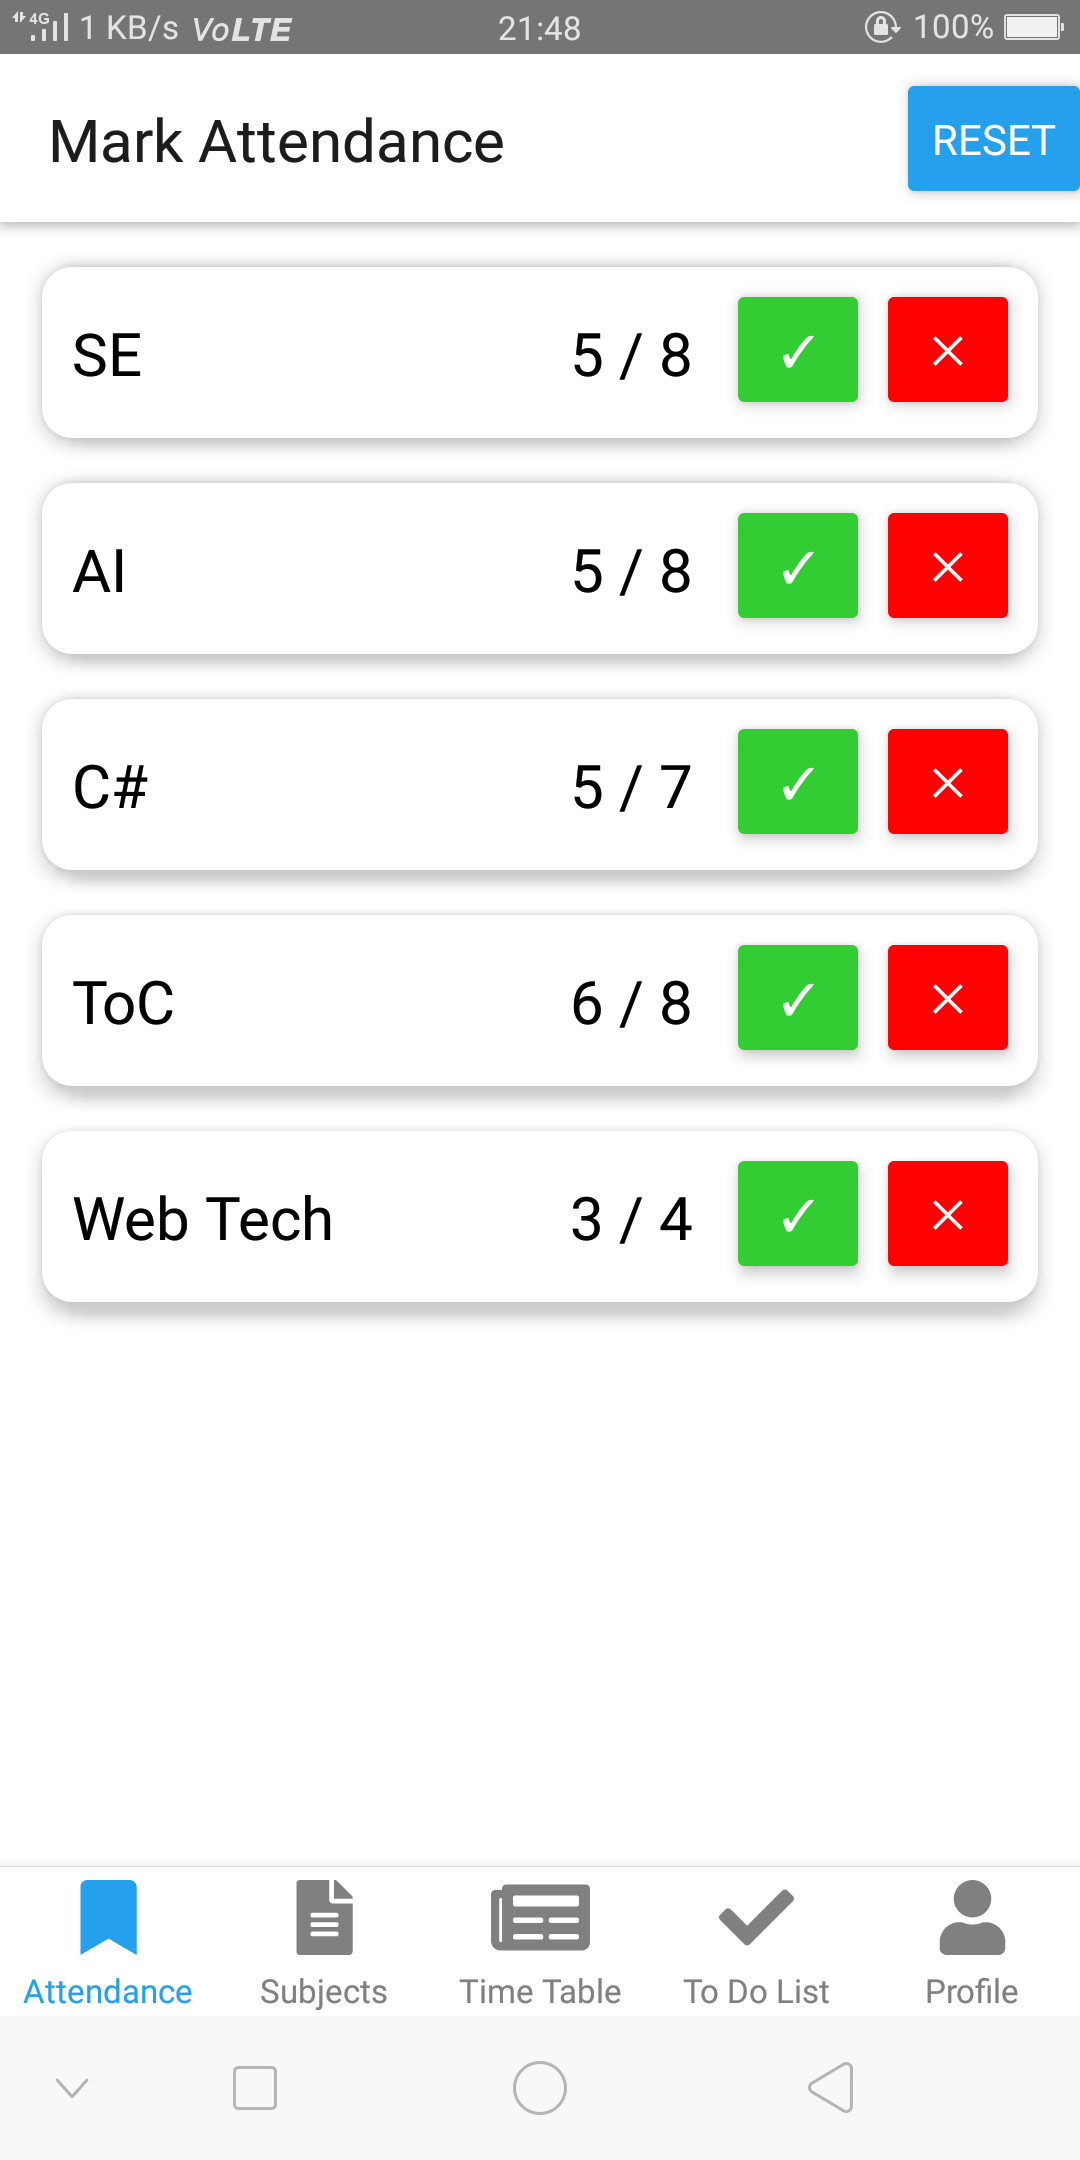 4G 1 KB/s VoLTE 21:48 100%
Mark Attendance RESET
SE 5 / 8 ✓ ×
AI 5 / 8 ✓ ×
C# 5 / 7 ✓ ×
ToC 6 / 8 ✓ ×
Web Tech 3 / 4 ✓ ×
Attendance Subjects Time Table To Do List Profile